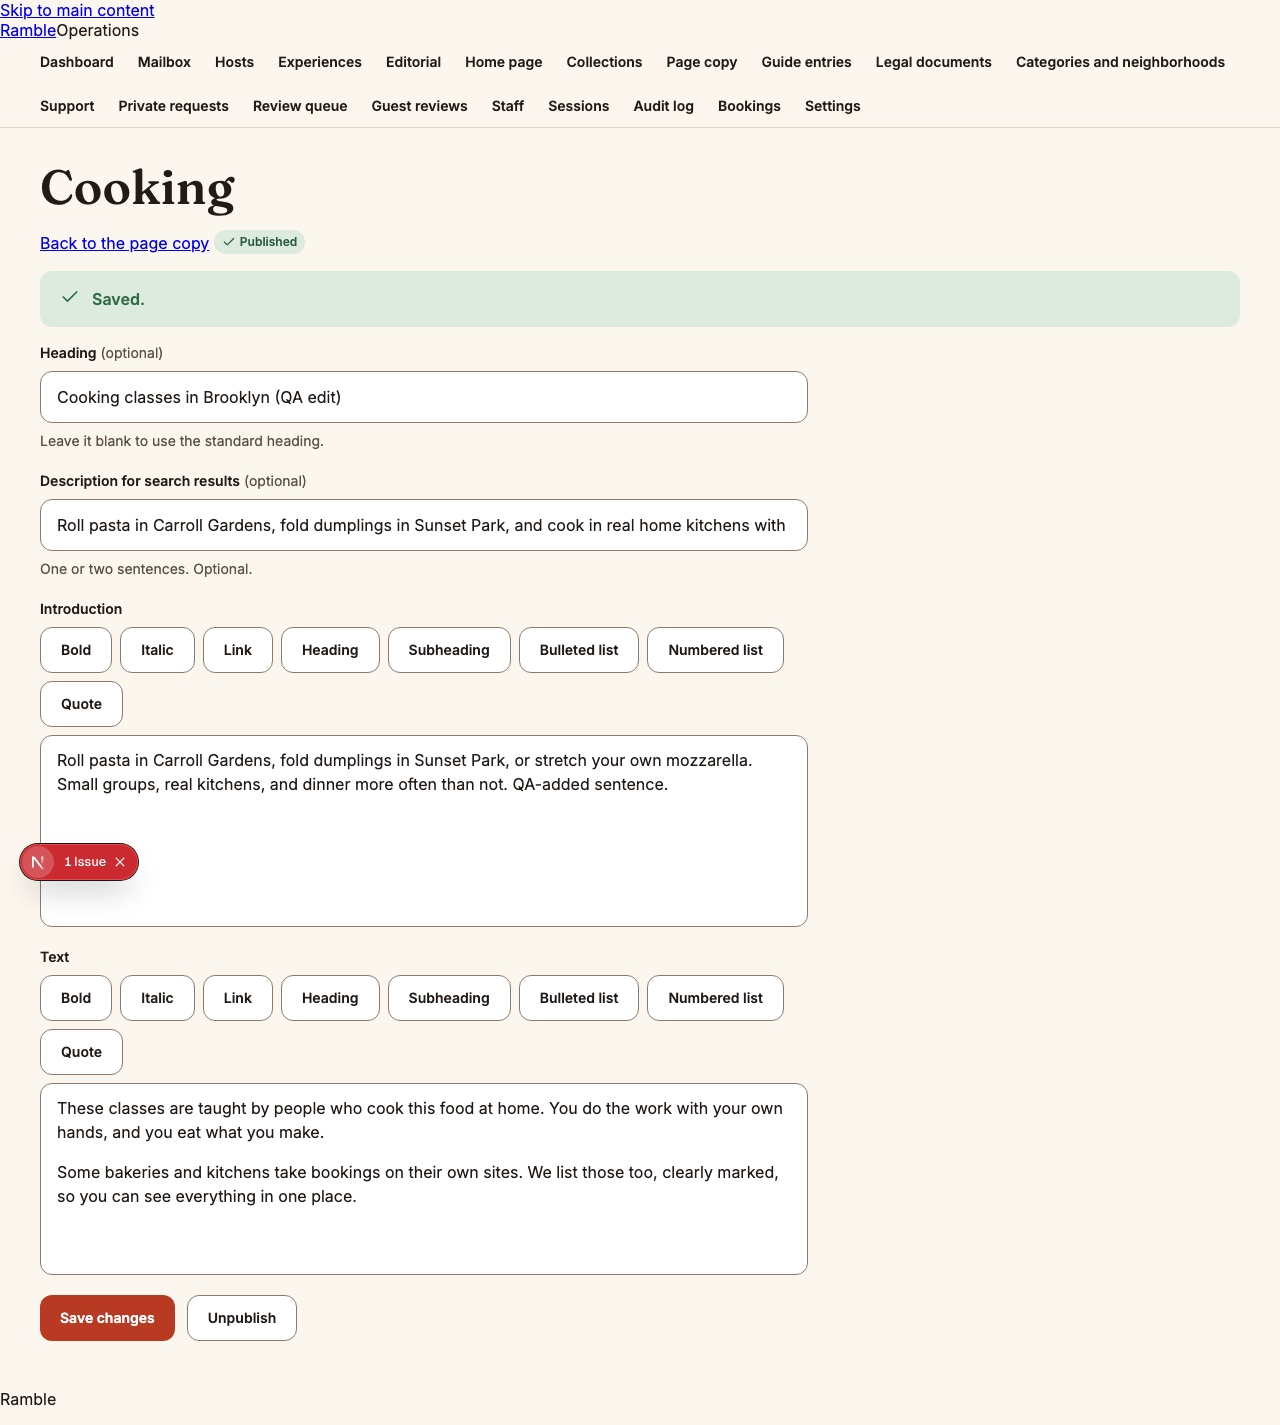 Skip to main content
RambleOperations
Dashboard Mailbox Hosts Experiences Editorial Home page Collections Page copy Guide entries Legal documents Categories and neighborhoods
Support Private requests Review queue Guest reviews Staff Sessions Audit log Bookings Settings
Cooking
Back to the page copy Published
Saved.
Heading (optional)
Cooking classes in Brooklyn (QA edit)
Leave it blank to use the standard heading.
Description for search results (optional)
Roll pasta in Carroll Gardens, fold dumplings in Sunset Park, and cook in real home kitchens with
One or two sentences. Optional.
Introduction
Bold Italic Link Heading Subheading Bulleted list Numbered list
Quote
Roll pasta in Carroll Gardens, fold dumplings in Sunset Park, or stretch your own mozzarella.
Small groups, real kitchens, and dinner more often than not. QA-added sentence.
N 1 Issue
Text
Bold Italic Link Heading Subheading Bulleted list Numbered list
Quote
These classes are taught by people who cook this food at home. You do the work with your own
hands, and you eat what you make.
Some bakeries and kitchens take bookings on their own sites. We list those too, clearly marked,
so you can see everything in one place.
Save changes Unpublish
Ramble